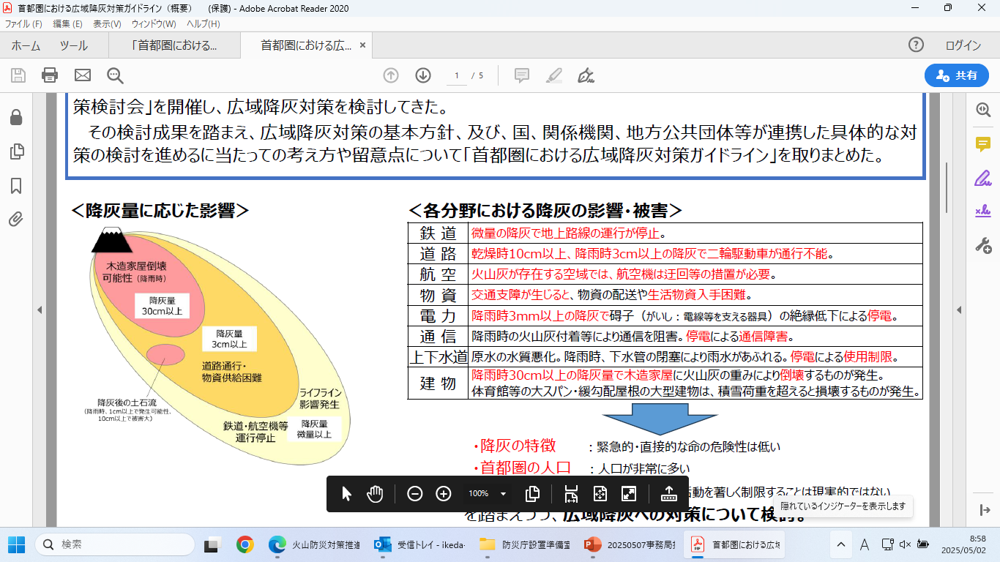 首都圏における広域降灰対策ガイドライン（概要） (保護) - Adobe Acrobat Reader 2020
ファイル (F) 編集 (E) 表示(V) ウィンドウ(W) ヘルプ(H)
ホーム ツール 「首都圏における... 首都圏における広... × ログイン
1 / 5 共有
策検討会」を開催し、広域降灰対策を検討してきた。
その検討成果を踏まえ、広域降灰対策の基本方針、及び、国、関係機関、地方公共団体等が連携した具体的な対
策の検討を進めるに当たっての考え方や留意点について「首都圏における広域降灰対策ガイドライン」を取りまとめた。
＜降灰量に応じた影響＞
木造家屋倒壊
可能性（降雨時）
降灰量
30cm以上
降灰量
3cm以上
道路通行・
物資供給困難
降灰後の土石流
（降雨時、1cm以上で発生可能性、
10cm以上で被害大）
ライフライン
影響発生
鉄道・航空機等
運行停止
降灰量
微量以上
＜各分野における降灰の影響・被害＞
鉄 道 微量の降灰で地上路線の運行が停止。
道 路 乾燥時10cm以上、降雨時3cm以上の降灰で二輪駆動車が通行不能。
航 空 火山灰が存在する空域では、航空機は迂回等の措置が必要。
物 資 交通支障が生じると、物資の配送や生活物資入手困難。
電 力 降雨時3mm以上の降灰で碍子（がいし：電線等を支える器具）の絶縁低下による停電。
通 信 降雨時の火山灰付着等により通信を阻害。停電による通信障害。
上下水道 原水の水質悪化。降雨時、下水管の閉塞により雨水があふれる。停電による使用制限。
建 物 降雨時30cm以上の降灰量で木造家屋に火山灰の重みにより倒壊するものが発生。
体育館等の大スパン・緩勾配屋根の大型建物は、積雪荷重を超えると損壊するものが発生。
・降灰の特徴 ：緊急的・直接的な命の危険性は低い
・首都圏の人口 ：人口が非常に多い
活動を著しく制限することは現実的ではない
を踏まえつつ、広域降灰への対策について検討。
100%
隠れているインジケーターを表示します
検索 火山防災対策推進 受信トレイ - ikeda- 防災庁設置準備室 20250507事務局打 首都圏における広域
A 8:58
2025/05/02